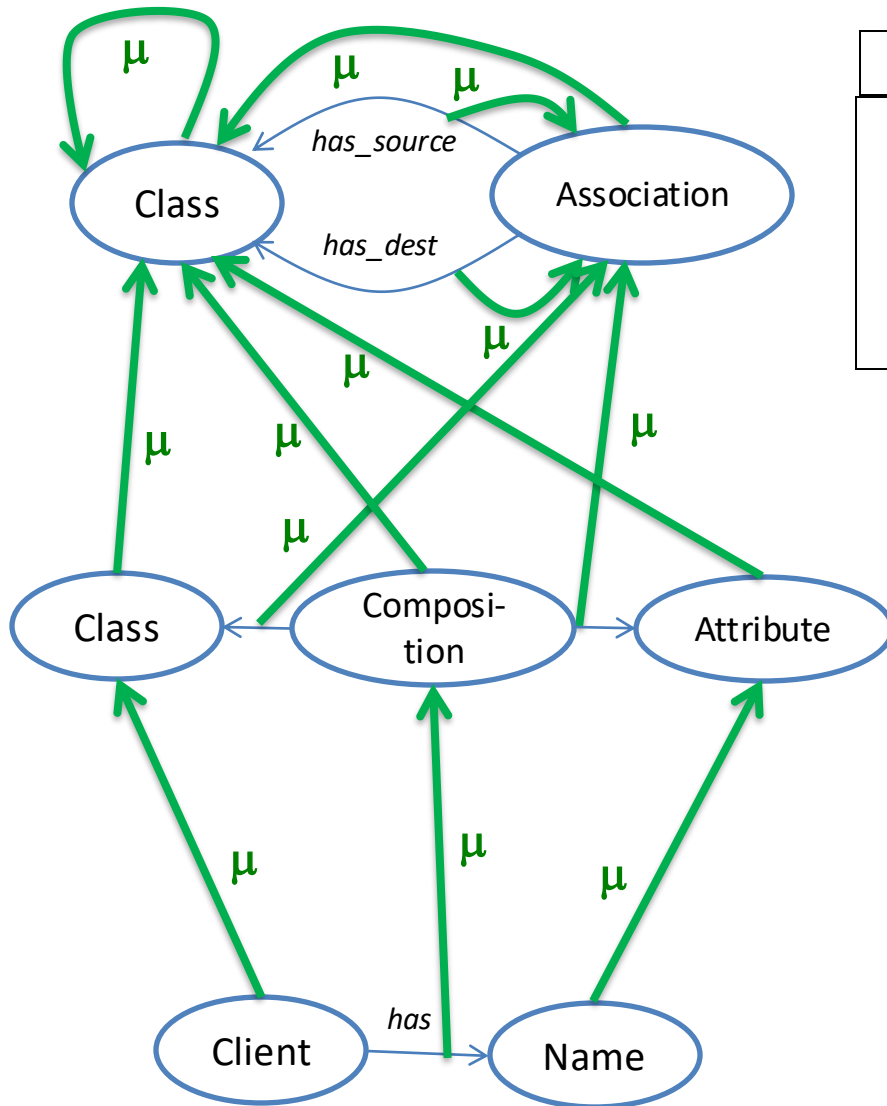 μ
μ
μ
has_source
Class
Association
has_dest
μ
μ
μ
μ
μ
μ
Class
Composi-
tion
Attribute
μ
μ
μ
has
Client
Name